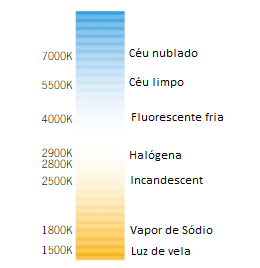 7000K Céu nublado
5500K Céu limpo
4000K Fluorescente fria
2900K Halógena
2800K
2500K Incandescent
1800K Vapor de Sódio
1500K Luz de vela